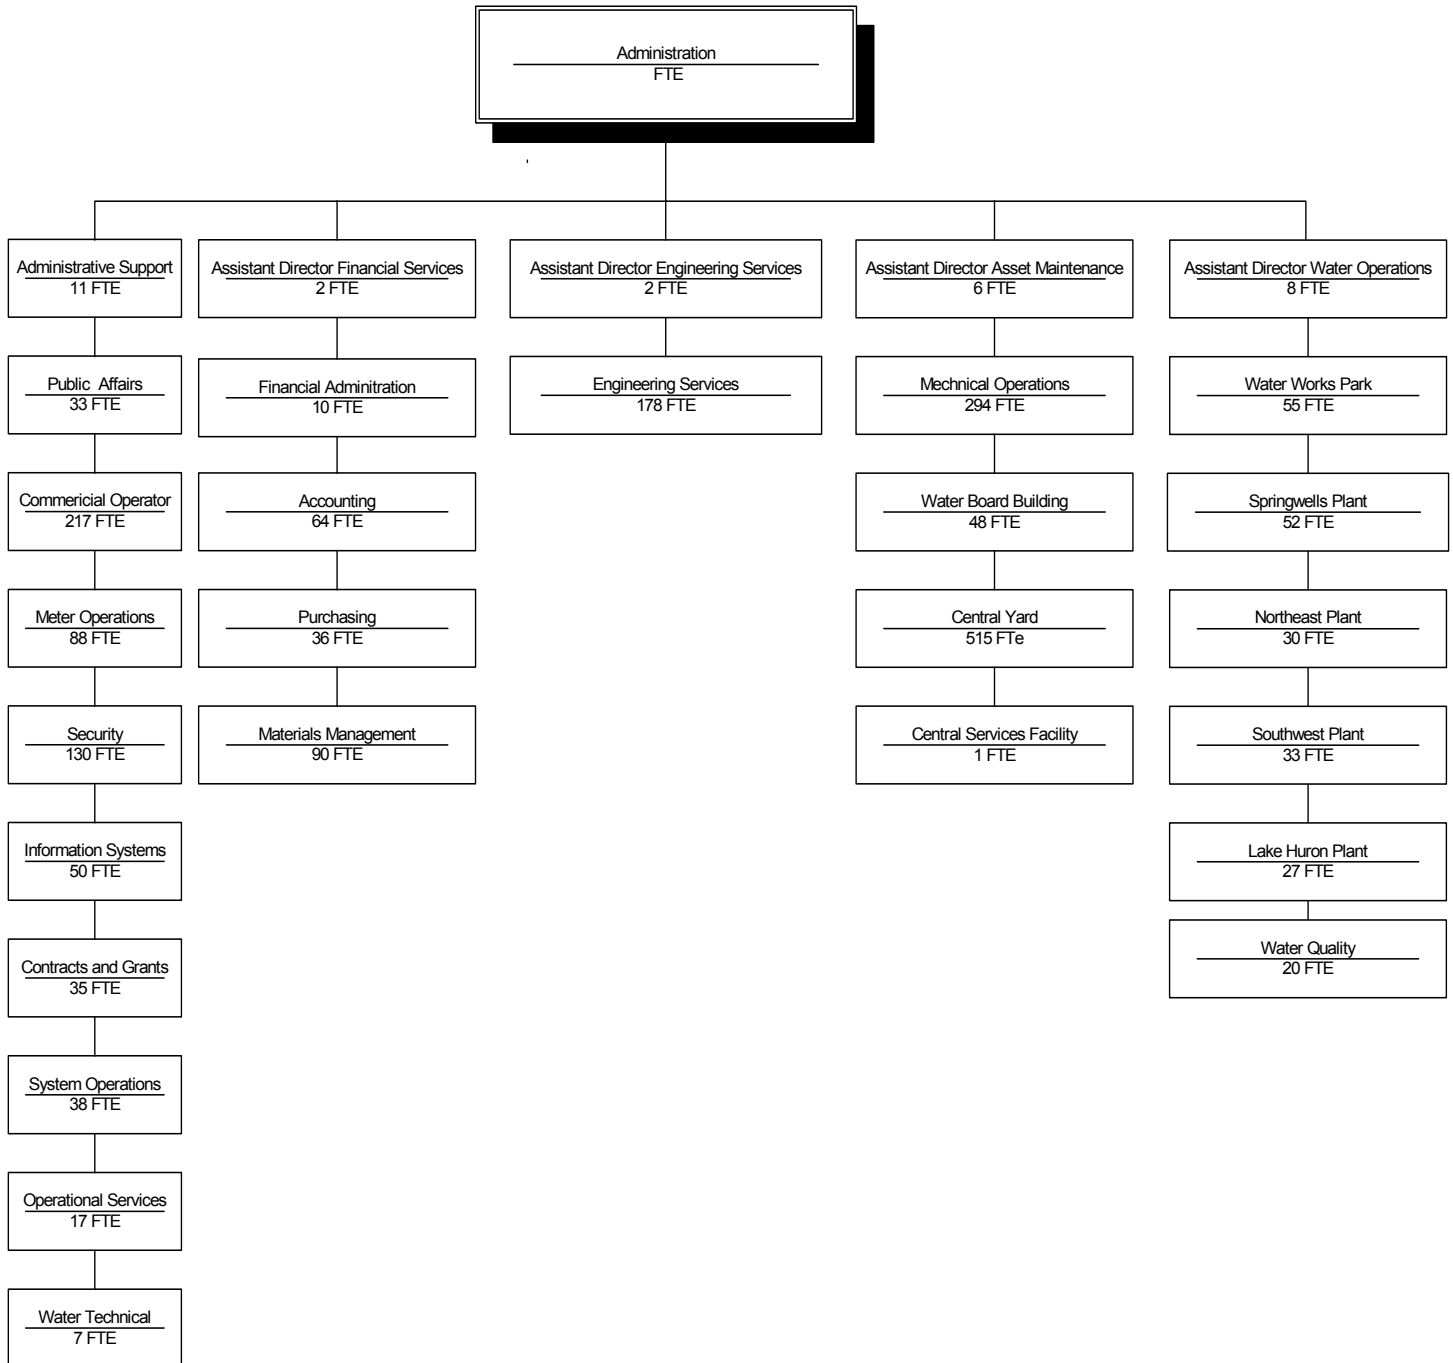 Administration
FTE
Administrative Support
11 FTE
Public Affairs
33 FTE
Commericial Operator
217 FTE
Meter Operations
88 FTE
Security
130 FTE
Information Systems
50 FTE
Contracts and Grants
35 FTE
System Operations
38 FTE
Operational Services
17 FTE
Water Technical
7 FTE
Assistant Director Financial Services
2 FTE
Financial Adminitration
10 FTE
Accounting
64 FTE
Purchasing
36 FTE
Materials Management
90 FTE
Assistant Director Engineering Services
2 FTE
Engineering Services
178 FTE
Assistant Director Asset Maintenance
6 FTE
Mechnical Operations
294 FTE
Water Board Building
48 FTE
Central Yard
515 FTe
Central Services Facility
1 FTE
Assistant Director Water Operations
8 FTE
Water Works Park
55 FTE
Springwells Plant
52 FTE
Northeast Plant
30 FTE
Southwest Plant
33 FTE
Lake Huron Plant
27 FTE
Water Quality
20 FTE